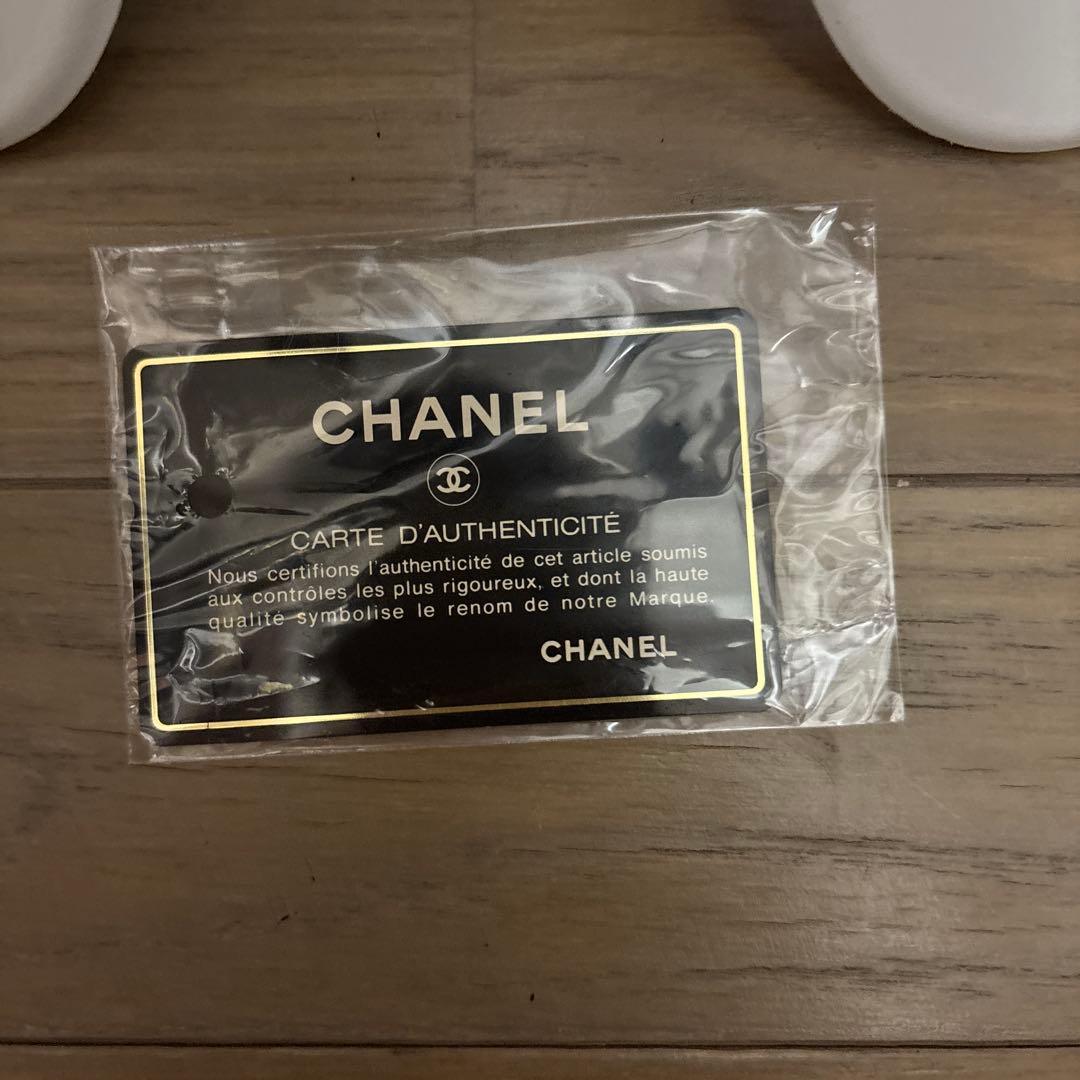 CHANEL
CARTE D'AUTHENTICITÉ
Nous certifions l'authenticité de cet article soumis
aux contrôles les plus rigoureux, et dont la haute
qualité symbolise le renom de notre Marque.
CHANEL